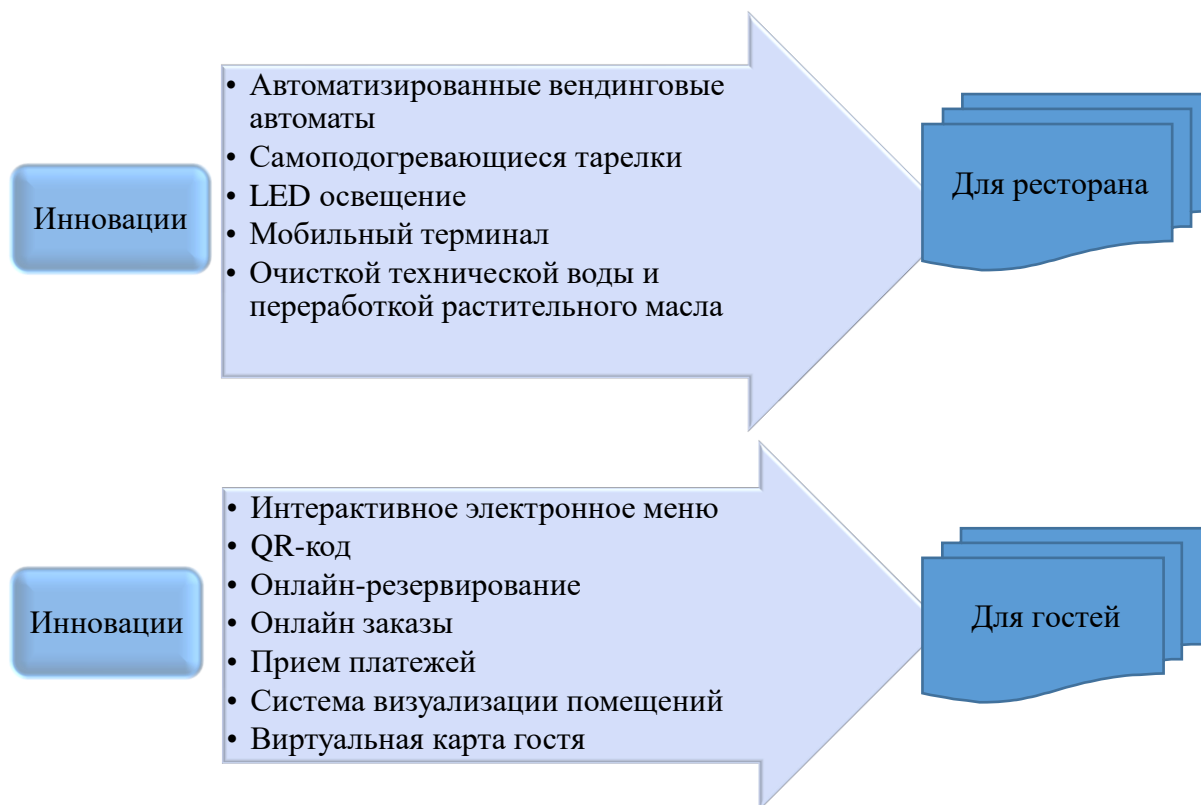 Инновации
• Автоматизированные вендинговые
автоматы
• Самоподогревающиеся тарелки
• LED освещение
• Мобильный терминал
• Очисткой технической воды и
переработкой растительного масла
Для ресторана
Инновации
• Интерактивное электронное меню
• QR-код
• Онлайн-резервирование
• Онлайн заказы
• Прием платежей
• Система визуализации помещений
• Виртуальная карта гостя
Для гостей